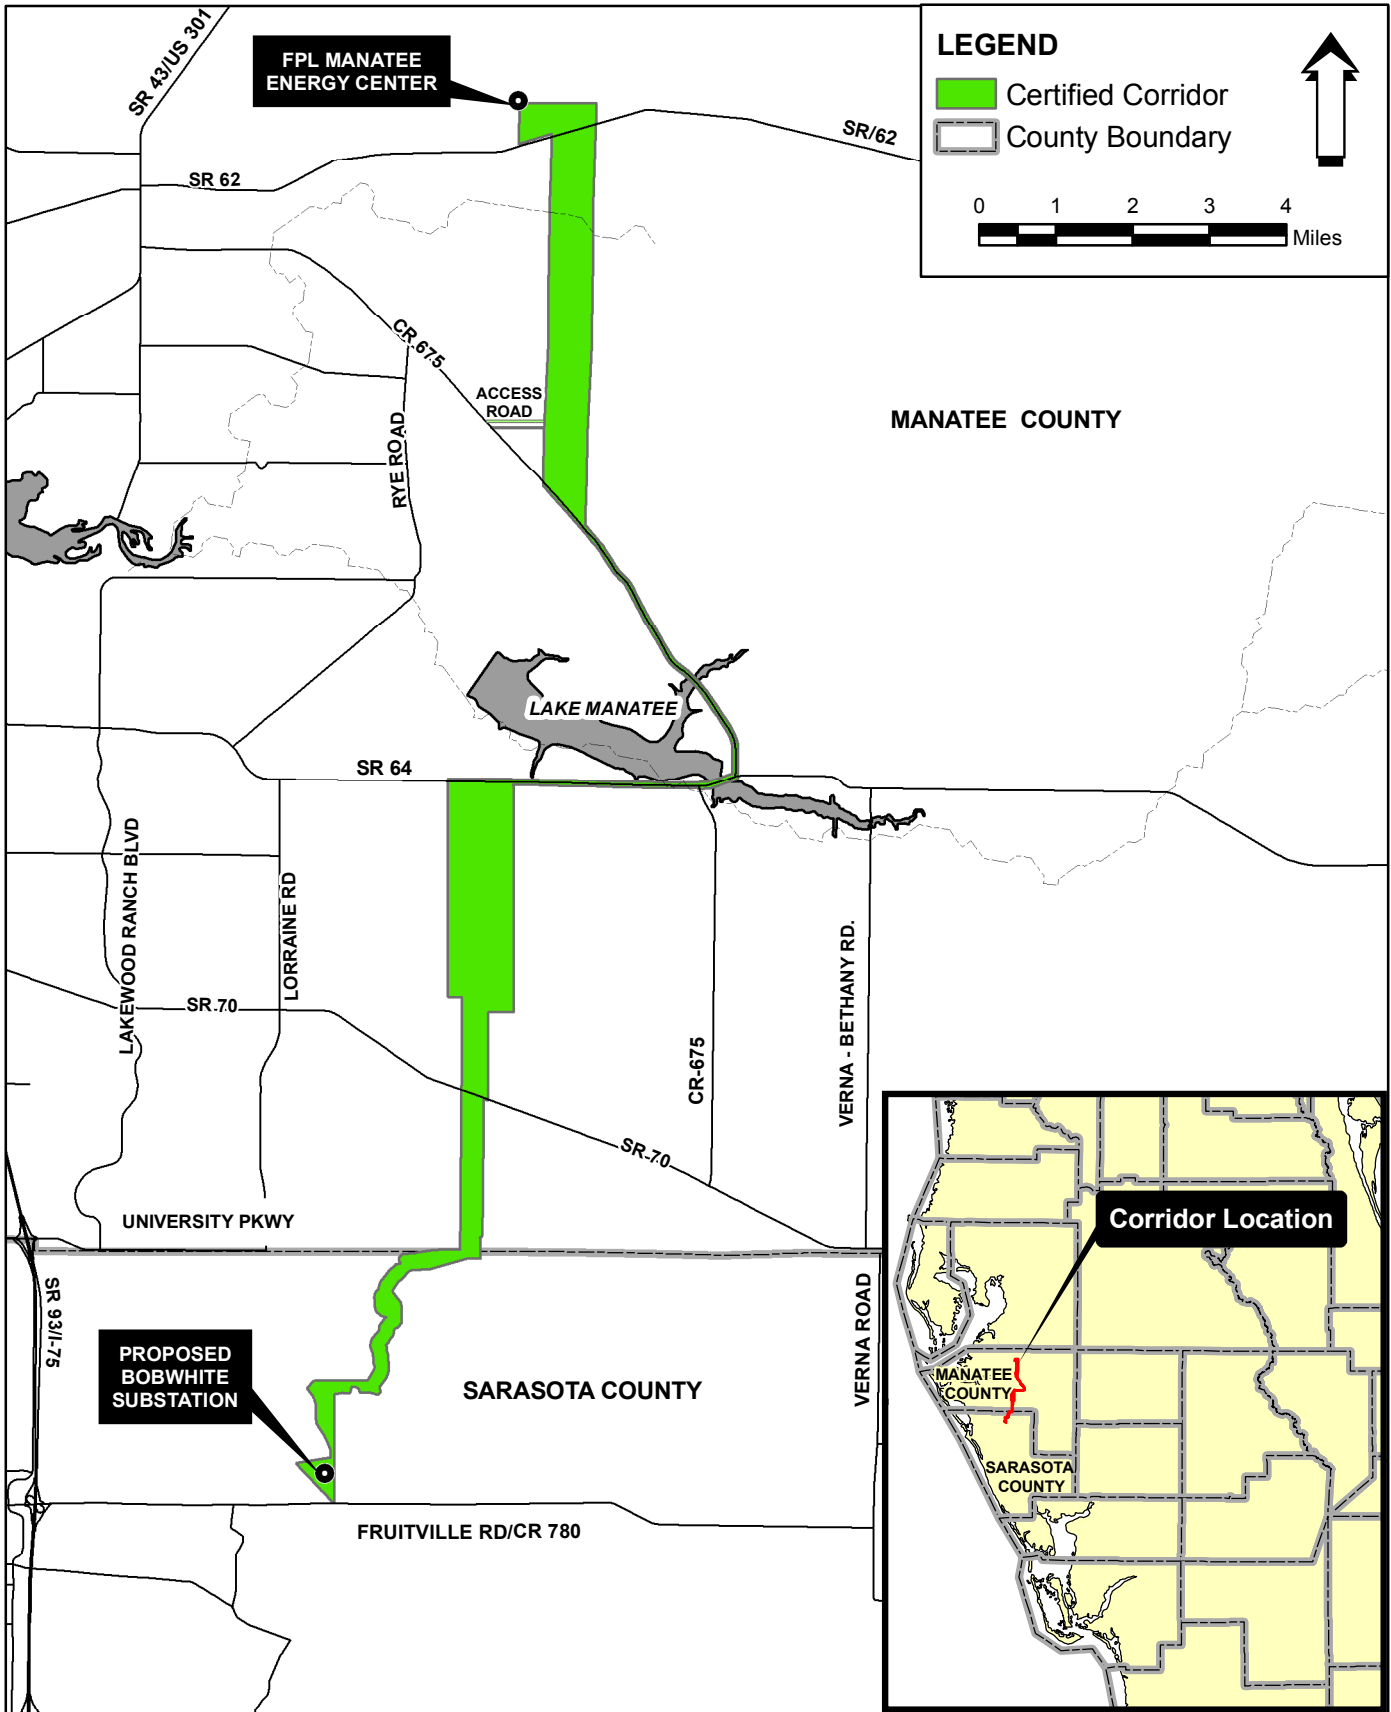 SR 43/US 301
FPL MANATEE
ENERGY CENTER
LEGEND
Certified Corridor
County Boundary
0 1 2 3 4
Miles
SR/62
SR 62
CR 675
ACCESS
ROAD
RYE ROAD
MANATEE COUNTY
LAKE MANATEE
SR 64
LAKEWOOD RANCH BLVD
LORRAINE RD
SR 70
CR-675
VERNA - BETHANY RD.
SR-70
UNIVERSITY PKWY
SR 93/I-75
VERNA ROAD
PROPOSED
BOBWHITE
SUBSTATION
SARASOTA COUNTY
FRUITVILLE RD/CR 780
Corridor Location
MANATEE
COUNTY
SARASOTA
COUNTY